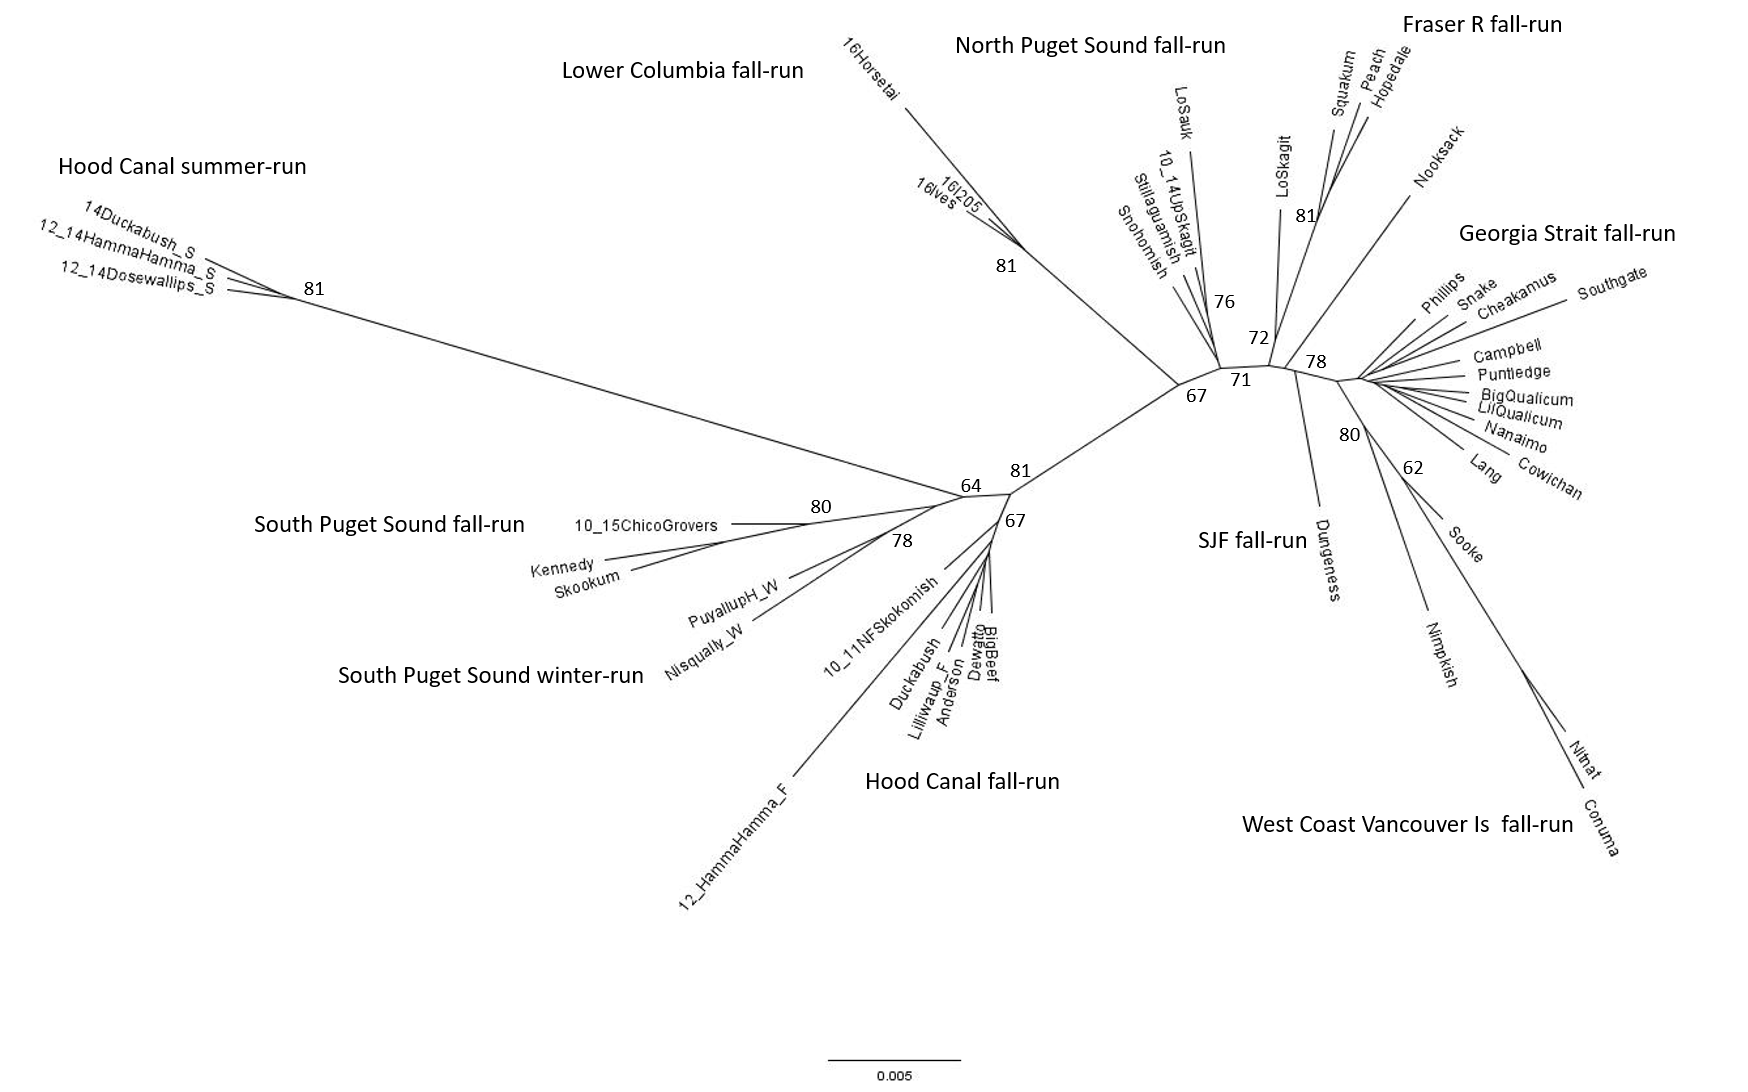 Fraser R fall-run
North Puget Sound fall-run
Lower Columbia fall-run
Hood Canal summer-run
16Horsetai
16I205
16Ives
81
LoSauk
10_14UpSkagit
Stillaguamish
Snohomish
76
LoSkagit
72
Squakum
Peach
Hopedale
81
Nooksack
Georgia Strait fall-run
14Duckabush_S
12_14HammaHamma_S
12_14Dosewallips_S
81
Phillips
Snake
Cheakamus
Southgate
Campbell
Puntledge
BigQualicum
LilQualicum
Nanaimo
Cowichan
Lang
78
71
67
80
62
81
64
South Puget Sound fall-run
10_15ChicoGrovers
80
Kennedy
Skookum
78
67
PuyallupH_W
Nisqually_W
South Puget Sound winter-run
10_11NFSkokomish
Duckabush
Lilliwaup_F
Anderson
Dewatto
BigBeef
12_HammaHamma_F
Hood Canal fall-run
SJF fall-run
Dungeness
Sooke
Nimpkish
Nitnat
Conuma
West Coast Vancouver Is  fall-run
0.005